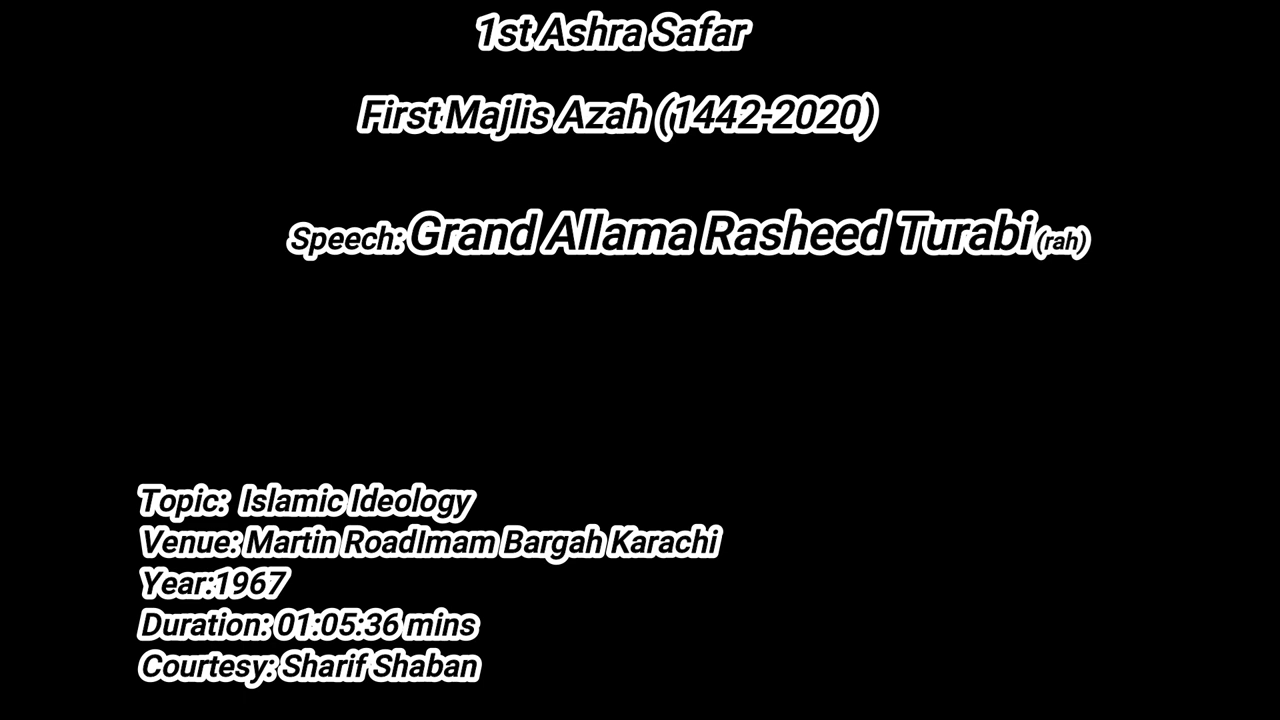 1st Ashra Safar
First Majlis Azah (1442-2020)
Speech: Grand Allama Rasheed Turabi (rah)
Topic: Islamic Ideology
Venue: Martin RoadImam Bargah Karachi
Year:1967
Duration: 01:05:36 mins
Courtesy: Sharif Shaban